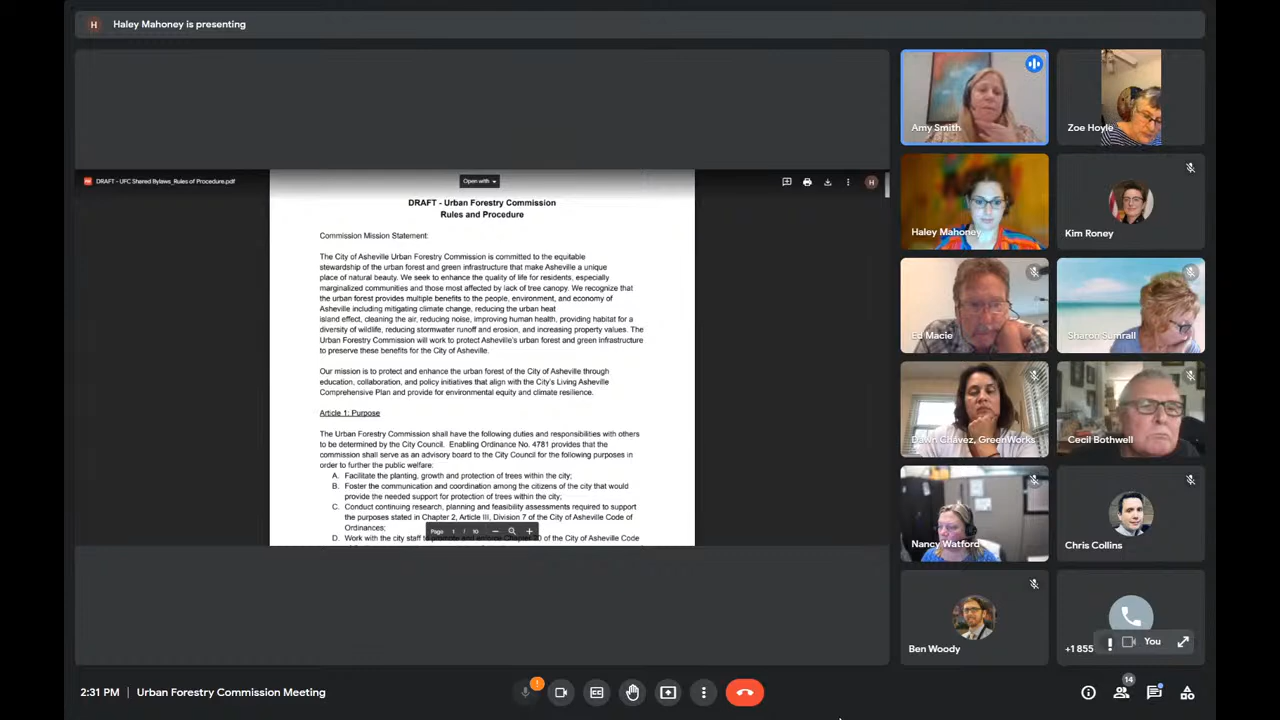 H
Haley Mahoney is presenting
DRAFT - UFC Shared Bylaws_Rules of Procedure.pdf
Open with
H
DRAFT - Urban Forestry Commission
Rules and Procedure
Commission Mission Statement:
The City of Asheville Urban Forestry Commission is committed to the equitable
stewardship of the urban forest and green infrastructure that make Asheville a unique
place of natural beauty. We seek to enhance the quality of life for residents, especially
marginalized communities and those most affected by lack of tree canopy. We recognize that
the urban forest provides multiple benefits to the people, environment, and economy of
Asheville including mitigating climate change, reducing the urban heat
island effect, cleaning the air, reducing noise, improving human health, providing habitat for a
diversity of wildlife, reducing stormwater runoff and erosion, and increasing property values. The
Urban Forestry Commission will work to protect Asheville's urban forest and green infrastructure
to preserve these benefits for the City of Asheville.
Our mission is to protect and enhance the urban forest of the City of Asheville through
education, collaboration, and policy initiatives that align with the City's Living Asheville
Comprehensive Plan and provide for environmental equity and climate resilience.
Article 1: Purpose
The Urban Forestry Commission shall have the following duties and responsibilities with others
to be determined by the City Council. Enabling Ordinance No. 4781 provides that the
commission shall serve as an advisory board to the City Council for the following purposes in
order to further the public welfare:
A. Facilitate the planting, growth and protection of trees within the city;
B. Foster the communication and coordination among the citizens of the city that would
provide the needed support for protection of trees within the city;
C. Conduct continuing research, planning and feasibility assessments required to support
the purposes stated in Chapter 2, Article III, Division 7 of the City of Asheville Code of
Ordinances;
D. Work with the city staff to promote and enforce Chapter 20 of the City of Asheville Code
Page 1 / 10
Amy Smith
Zoe Hoyle
Haley Mahoney
Kim Roney
Ed Macie
Sharon Sumrall
Dawn Chávez, GreenWorks
Cecil Bothwell
Nancy Watford
Chris Collins
Ben Woody
+1 855
You
2:31 PM | Urban Forestry Commission Meeting
14